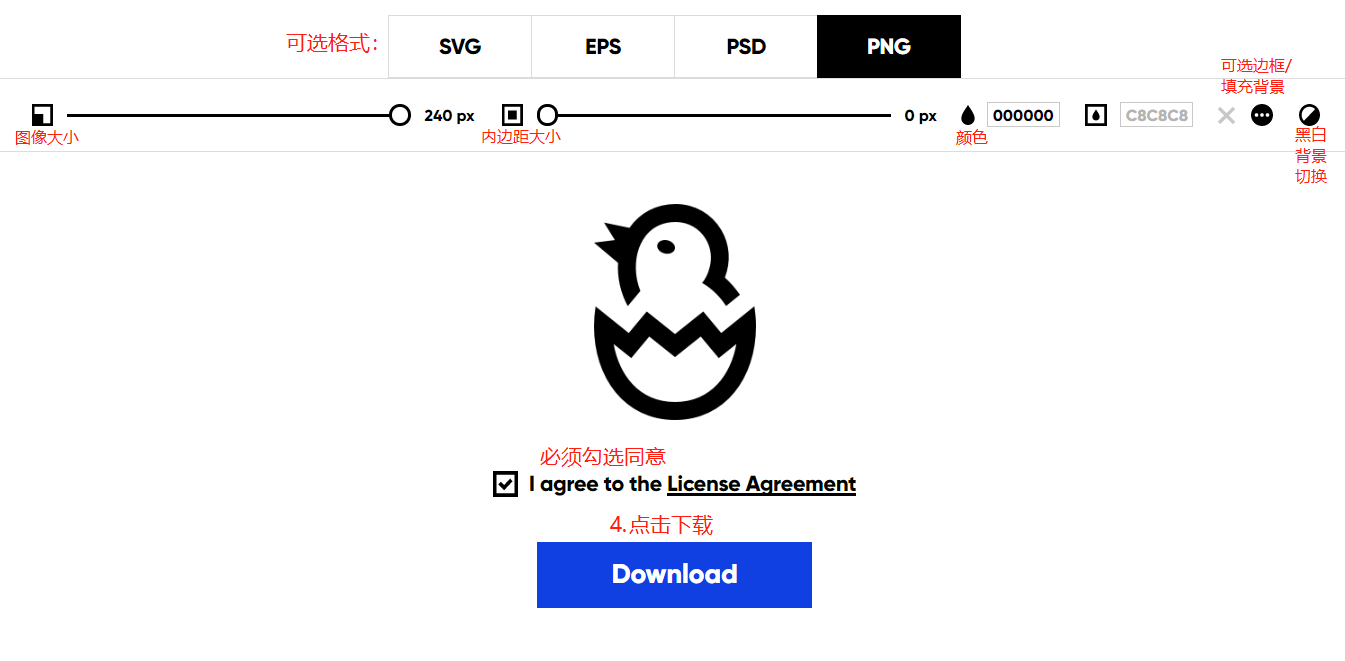 可选格式： SVG EPS PSD PNG
可选边框/
填充背景
240 px 0 px 000000 C8C8C8
图像大小 内边距大小 颜色 黑白
背景
切换
必须勾选同意
I agree to the License Agreement
4.点击下载
Download